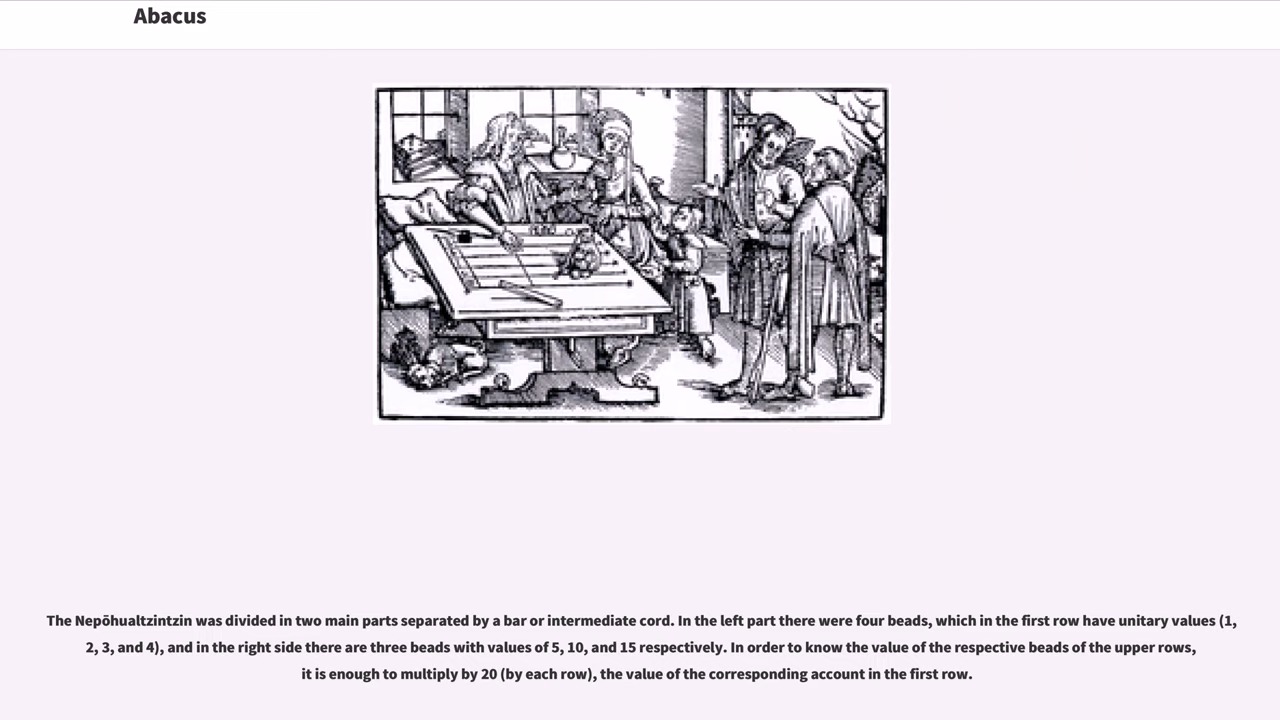 Abacus
The Nepōhualtzintzin was divided in two main parts separated by a bar or intermediate cord. In the left part there were four beads, which in the first row have unitary values (1,
2, 3, and 4), and in the right side there are three beads with values of 5, 10, and 15 respectively. In order to know the value of the respective beads of the upper rows,
it is enough to multiply by 20 (by each row), the value of the corresponding account in the first row.